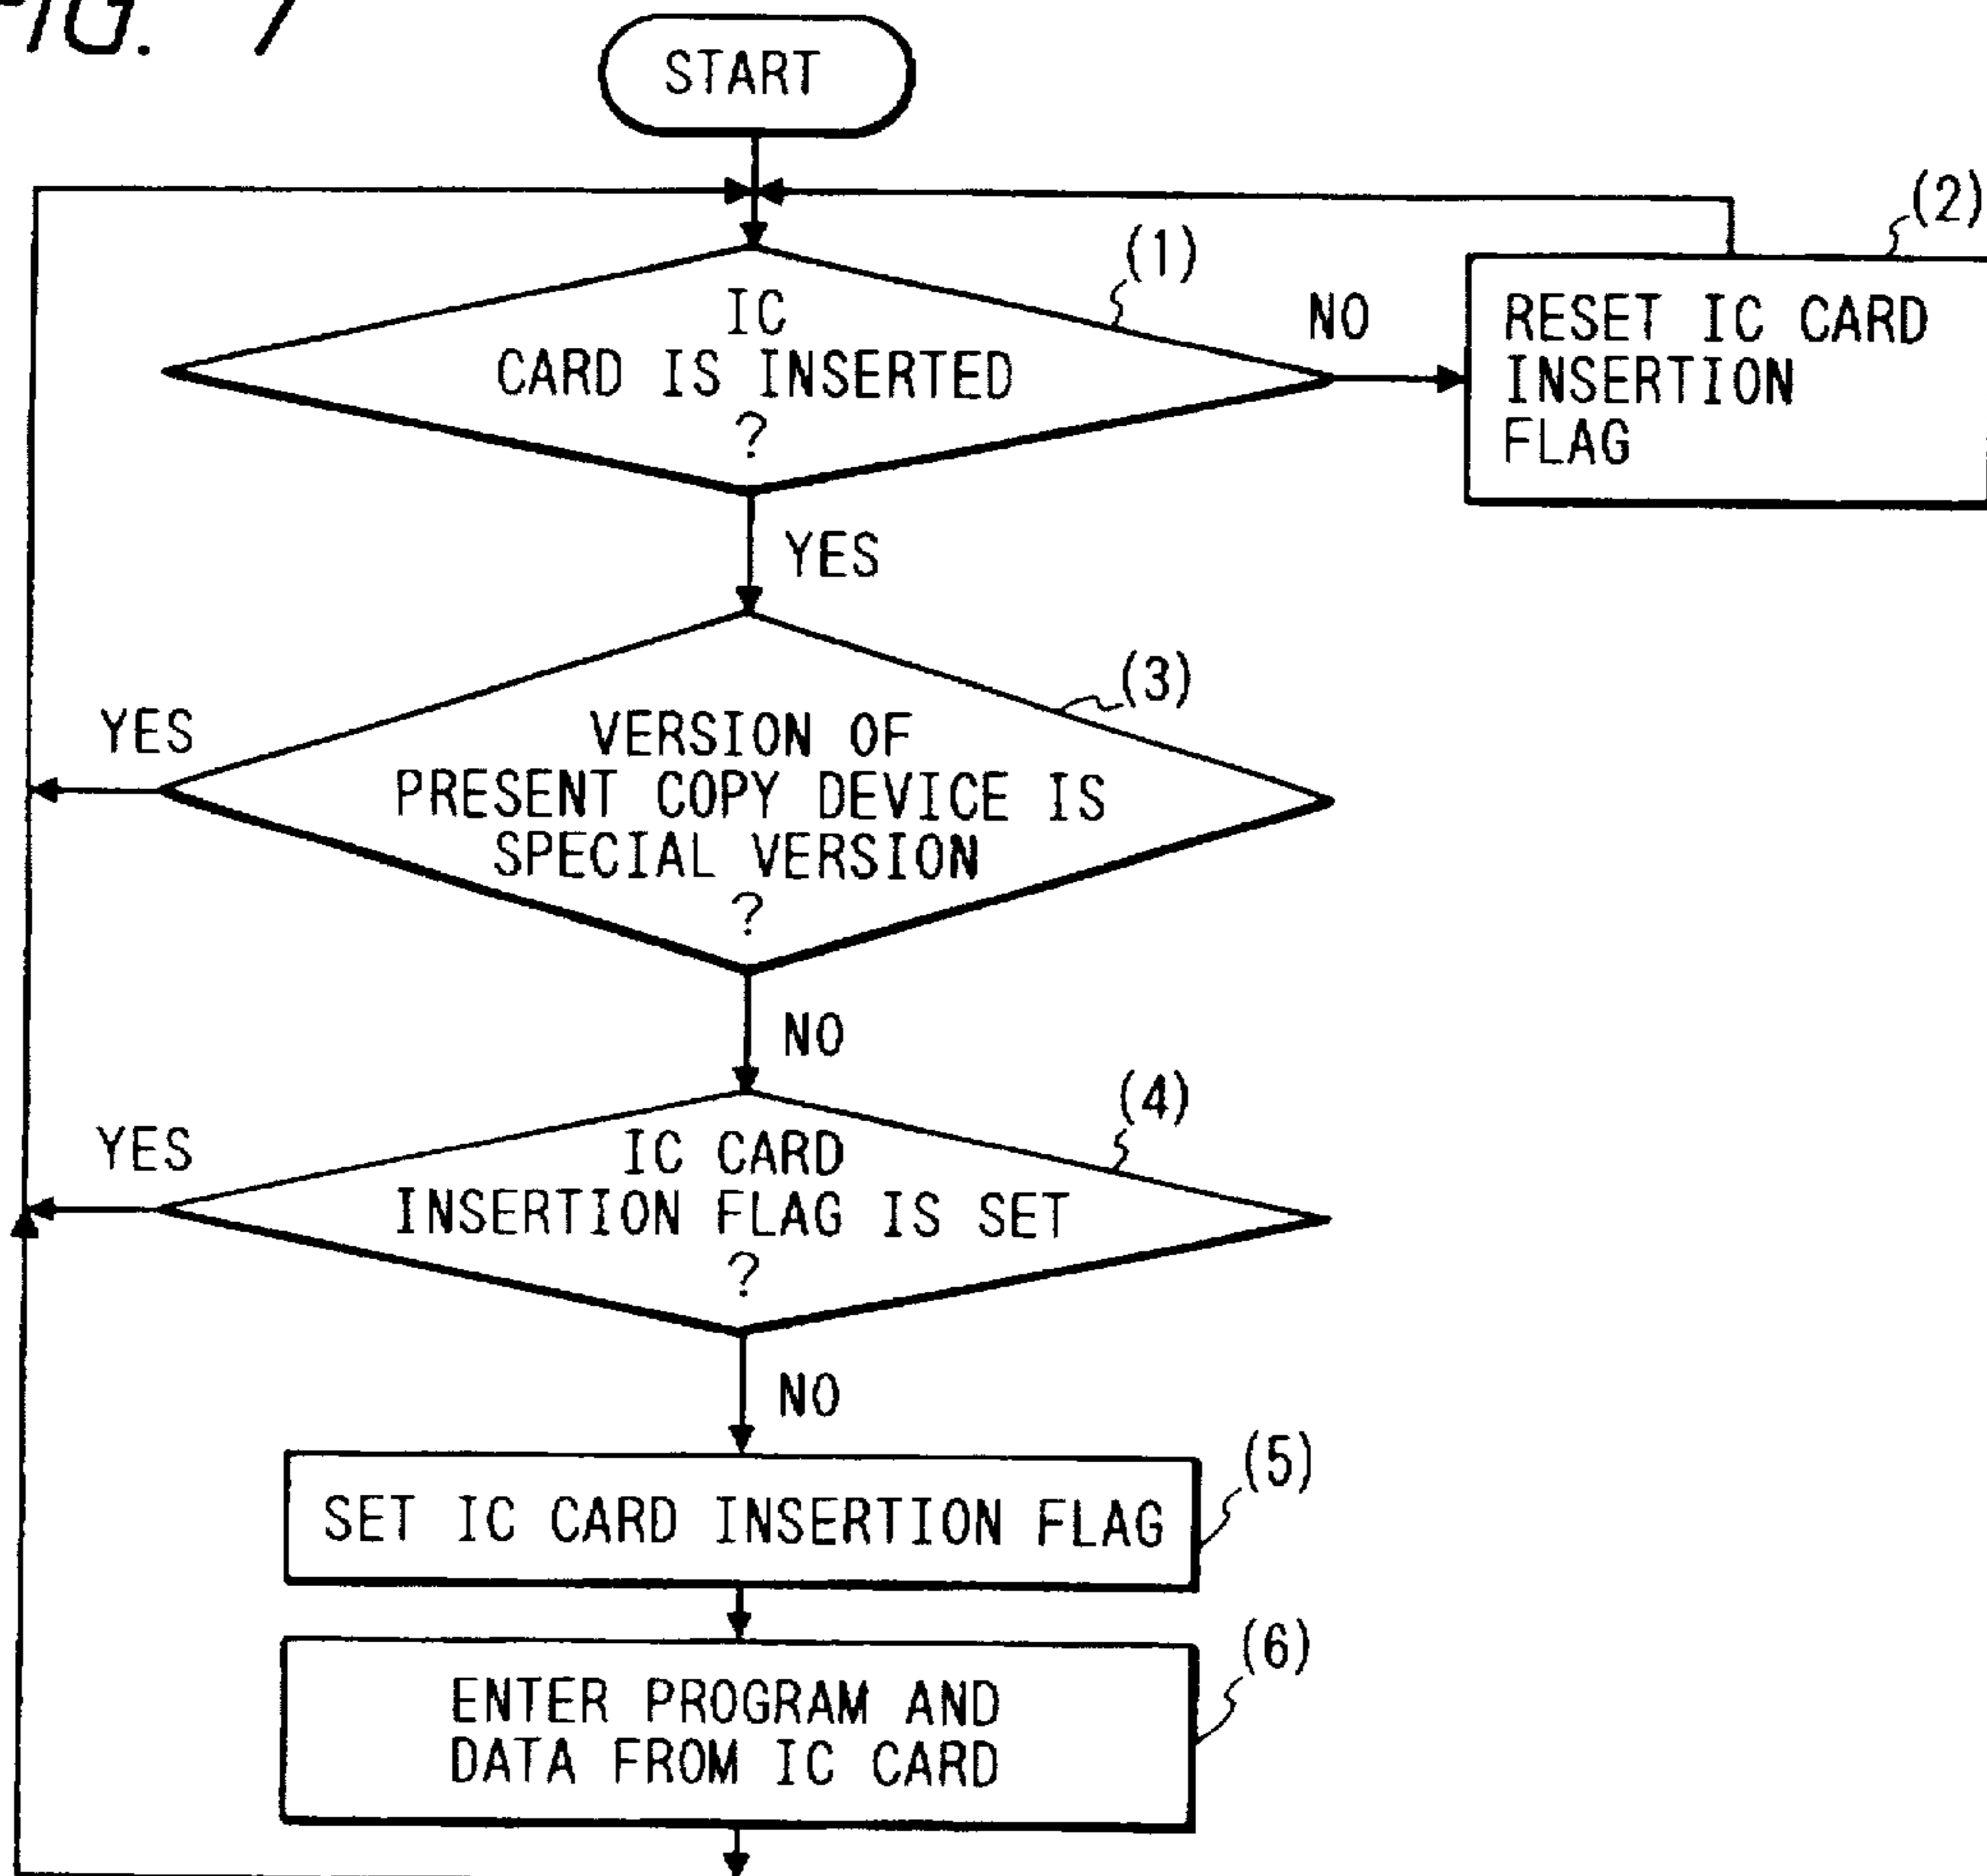 FIG. 7
START
(1)
(2)
IC
CARD IS INSERTED
?
NO
RESET IC CARD
INSERTION
FLAG
YES
(3)
YES
VERSION OF
PRESENT COPY DEVICE IS
SPECIAL VERSION
?
NO
(4)
YES
IC CARD
INSERTION FLAG IS SET
?
NO
(5)
SET IC CARD INSERTION FLAG
(6)
ENTER PROGRAM AND
DATA FROM IC CARD